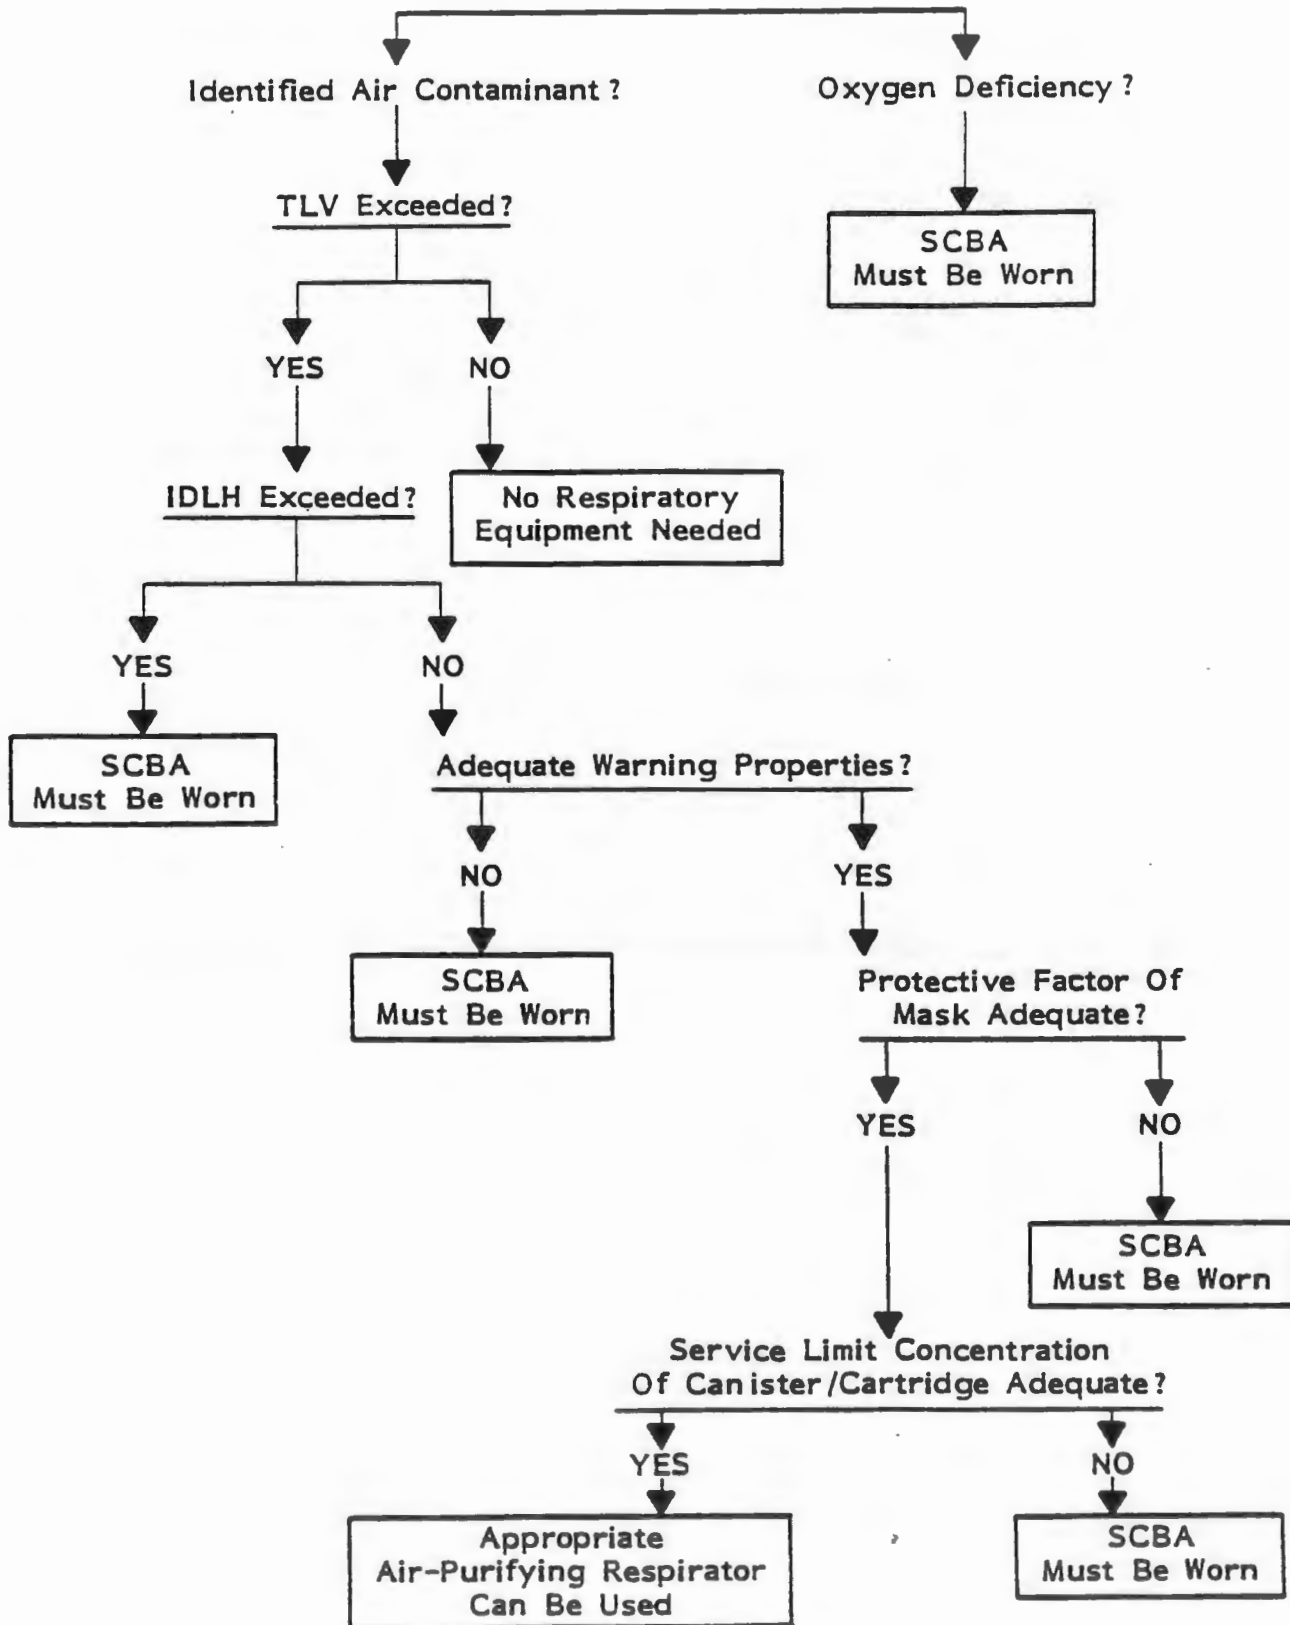 Identified Air Contaminant?
Oxygen Deficiency?
TLV Exceeded?
SCBA
Must Be Worn
YES
NO
IDLH Exceeded?
No Respiratory
Equipment Needed
YES
NO
SCBA
Must Be Worn
Adequate Warning Properties?
NO
YES
SCBA
Must Be Worn
Protective Factor Of
Mask Adequate?
YES
NO
SCBA
Must Be Worn
Service Limit Concentration
Of Canister/Cartridge Adequate?
YES
NO
Appropriate
Air-Purifying Respirator
Can Be Used
SCBA
Must Be Worn